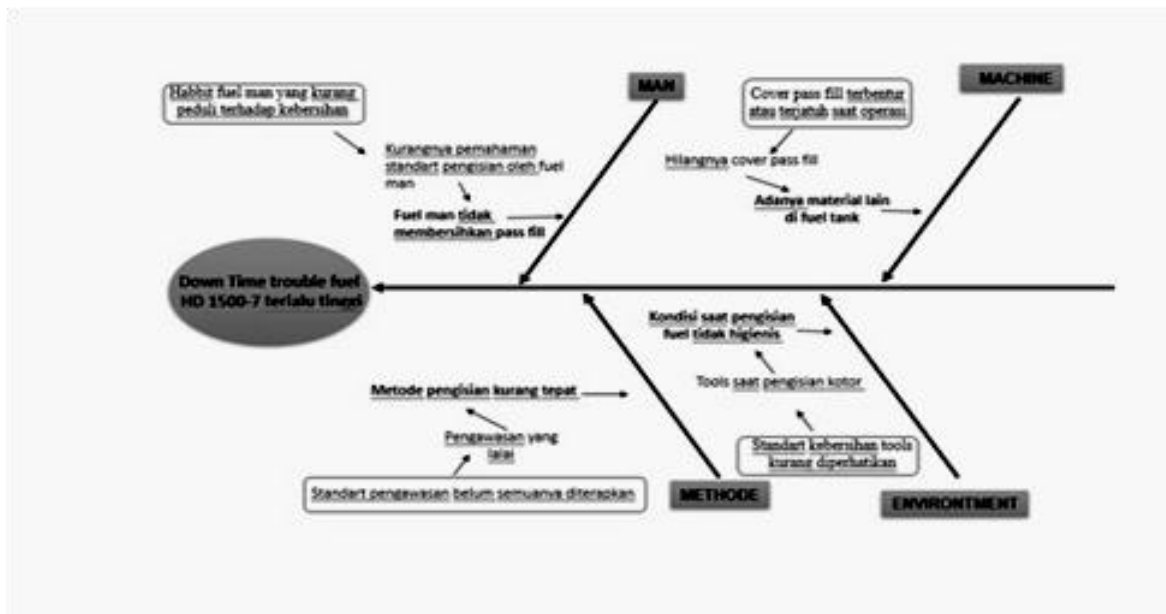 MAN
MACHINE
Habbit fuel man yang kurang
peduli terhadap kebersihan
Cover pass fill terbentur
atau terjatuh saat operasi
Kurangnya pemahaman
standart pengisian oleh fuel
man
Hilangnya cover pass fill
Fuel man tidak
membersihkan pass fill
Adanya material lain
di fuel tank
Down Time trouble fuel
HD 1500-7 terlalu tinggi
Kondisi saat pengisian
fuel tidak higienis
Metode pengisian kurang tepat
Tools saat pengisian kotor
Pengawasan yang
lalai
Standart kebersihan tools
kurang diperhatikan
Standart pengawasan belum semuanya diterapkan
METHODE
ENVIRONTMENT